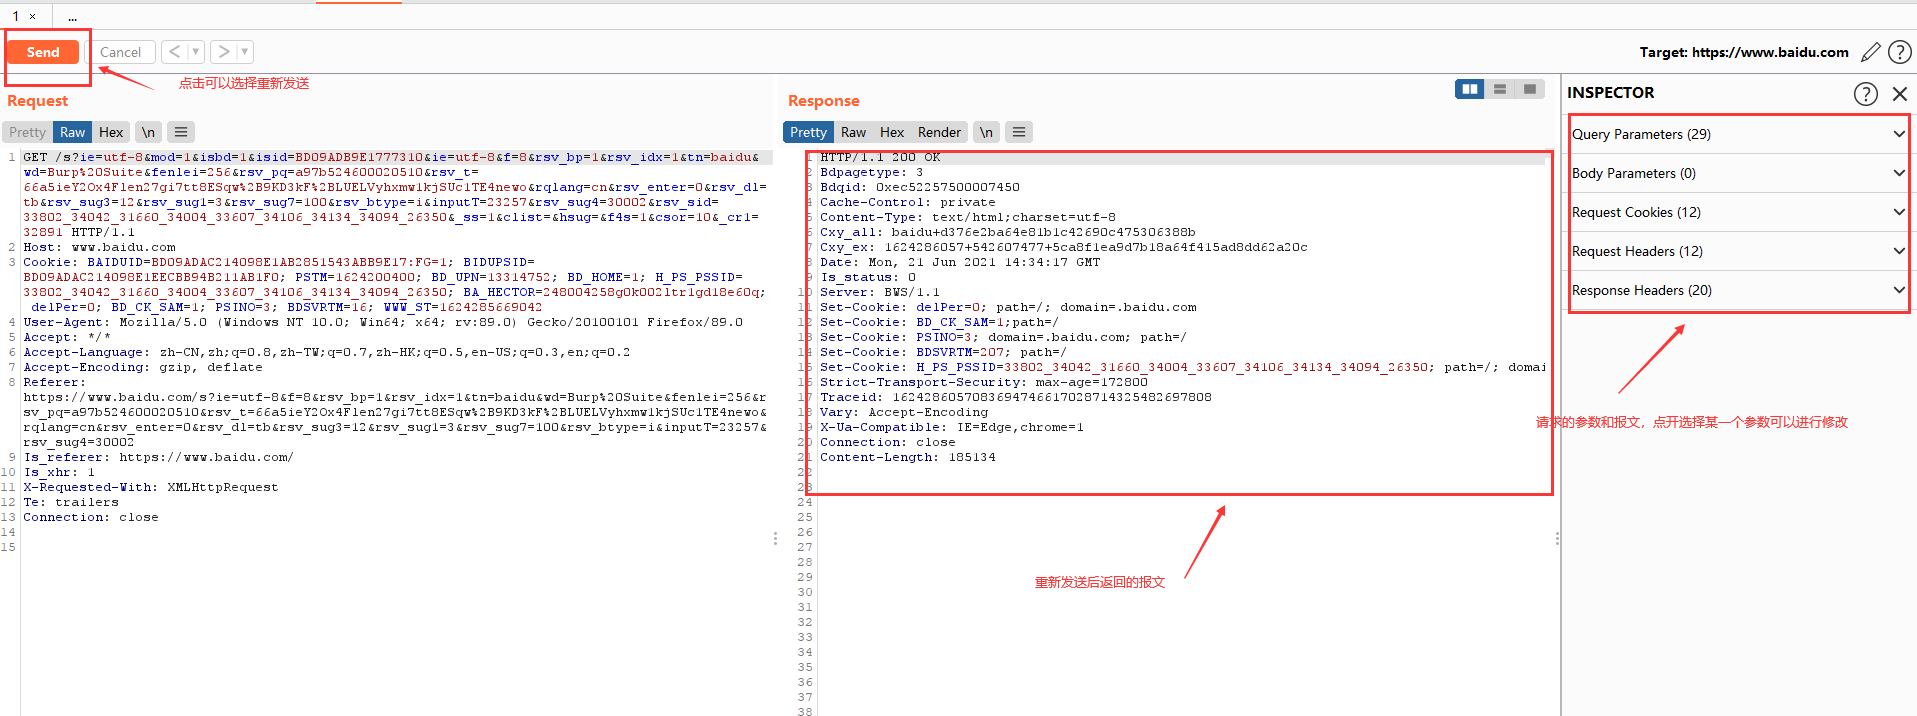 1 × ...
Send Cancel < ▼ > ▼ Target: https://www.baidu.com ?
点击可以选择重新发送
Request
Pretty Raw Hex \n
1 GET /s?ie=utf-8&mod=1&isbd=1&isid=BD09ADB9E1777310&ie=utf-8&f=8&rsv_bp=1&rsv_idx=1&tn=baidu&
wd=Burp%20Suite&fenlei=256&rsv_pq=a97b524600020510&rsv_t=
66a5ieY2Ox4Flen27gi7tt8ESqw%2B9KD3kF%2BLUELVyhxmw1kjSUc1TE4newo&rqlang=cn&rsv_enter=0&rsv_dl=
tb&rsv_sug3=12&rsv_sug1=3&rsv_sug7=100&rsv_btype=i&inputT=23257&rsv_sug4=30002&rsv_sid=
33802_34042_31660_34004_33607_34106_34134_34094_26350&_ss=1&clist=&hsug=&f4s=1&csor=10&_cr1=
32891 HTTP/1.1
2 Host: www.baidu.com
3 Cookie: BAIDUID=BD09ADAC214098E1AB2851543ABB9E17:FG=1; BIDUPSID=
BD09ADAC214098E1EECBB94B211AB1F0; PSTM=1624200400; BD_UPN=13314752; BD_HOME=1; H_PS_PSSID=
33802_34042_31660_34004_33607_34106_34134_34094_26350; BA_HECTOR=248004258g0k002ltr1gd18e60q;
delPer=0; BD_CK_SAM=1; PSINO=3; BDSVRTM=16; WWW_ST=1624285669042
4 User-Agent: Mozilla/5.0 (Windows NT 10.0; Win64; x64; rv:89.0) Gecko/20100101 Firefox/89.0
5 Accept: */*
6 Accept-Language: zh-CN,zh;q=0.8,zh-TW;q=0.7,zh-HK;q=0.5,en-US;q=0.3,en;q=0.2
7 Accept-Encoding: gzip, deflate
8 Referer:
https://www.baidu.com/s?ie=utf-8&f=8&rsv_bp=1&rsv_idx=1&tn=baidu&wd=Burp%20Suite&fenlei=256&
rsv_pq=a97b524600020510&rsv_t=66a5ieY2Ox4Flen27gi7tt8ESqw%2B9KD3kF%2BLUELVyhxmw1kjSUc1TE4newo&
rqlang=cn&rsv_enter=0&rsv_dl=tb&rsv_sug3=12&rsv_sug1=3&rsv_sug7=100&rsv_btype=i&inputT=23257&
rsv_sug4=30002
9 Is_referer: https://www.baidu.com/
10 Is_xhr: 1
11 X-Requested-With: XMLHttpRequest
12 Te: trailers
13 Connection: close
14
15
Response
Pretty Raw Hex Render \n
1 HTTP/1.1 200 OK
2 Bdpagetype: 3
3 Bdqid: 0xec52257500007450
4 Cache-Control: private
5 Content-Type: text/html;charset=utf-8
6 Cxy_all: baidu+d376e2ba64e81b1c42690c475306388b
7 Cxy_ex: 1624286057+542607477+5ca8f1ea9d7b18a64f415ad8dd62a20c
8 Date: Mon, 21 Jun 2021 14:34:17 GMT
9 Is_status: 0
10 Server: BWS/1.1
11 Set-Cookie: delPer=0; path=/; domain=.baidu.com
12 Set-Cookie: BD_CK_SAM=1;path=/
13 Set-Cookie: PSINO=3; domain=.baidu.com; path=/
14 Set-Cookie: BDSVRTM=207; path=/
15 Set-Cookie: H_PS_PSSID=33802_34042_31660_34004_33607_34106_34134_34094_26350; path=/; domai
16 Strict-Transport-Security: max-age=172800
17 Traceid: 1624286057083694746617028714325482697808
18 Vary: Accept-Encoding
19 X-Ua-Compatible: IE=Edge,chrome=1
20 Connection: close
21 Content-Length: 185134
22
23
24
25
26
27
28
29
30
31
32
33
34
35
36
37
38
重新发送后返回的报文
INSPECTOR ?
Query Parameters (29)
Body Parameters (0)
Request Cookies (12)
Request Headers (12)
Response Headers (20)
请求的参数和报文，点开选择某一个参数可以进行修改